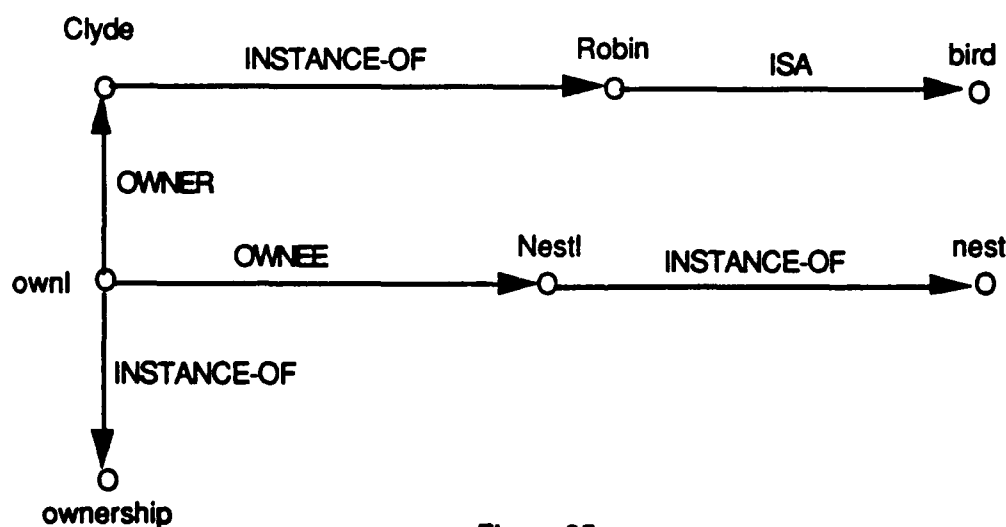 Clyde
INSTANCE-OF
Robin
ISA
bird
OWNER
ownl
OWNEE
Nestl
INSTANCE-OF
nest
INSTANCE-OF
ownership